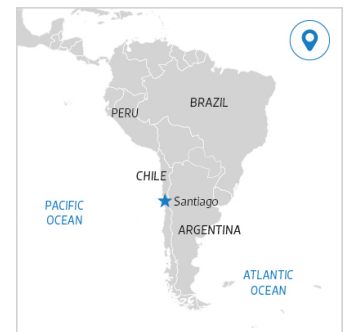 BRAZIL
PERU
CHILE
Santiago
PACIFIC
OCEAN
ARGENTINA
ATLANTIC
OCEAN